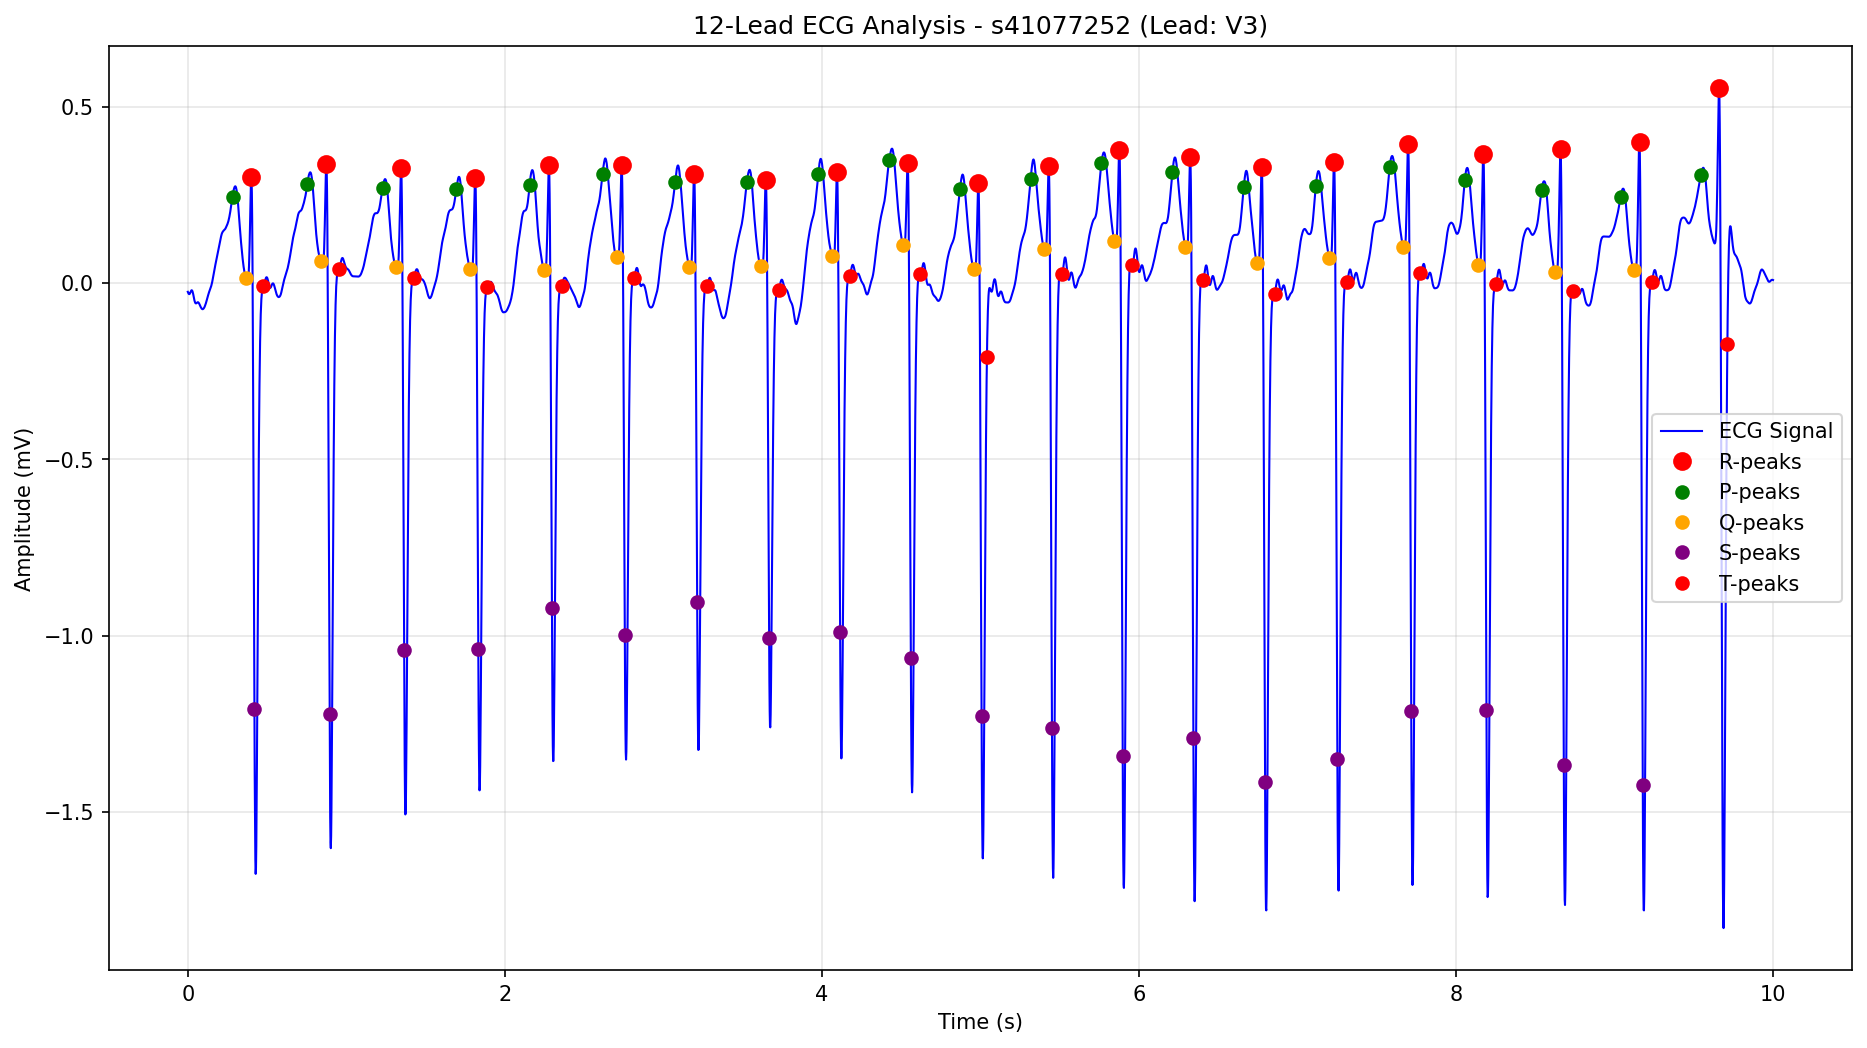 12-Lead ECG Analysis - s41077252 (Lead: V3)
Amplitude (mV)
0.5
0.0
−0.5
−1.0
−1.5
ECG Signal
R-peaks
P-peaks
Q-peaks
S-peaks
T-peaks
0 2 4 6 8 10
Time (s)